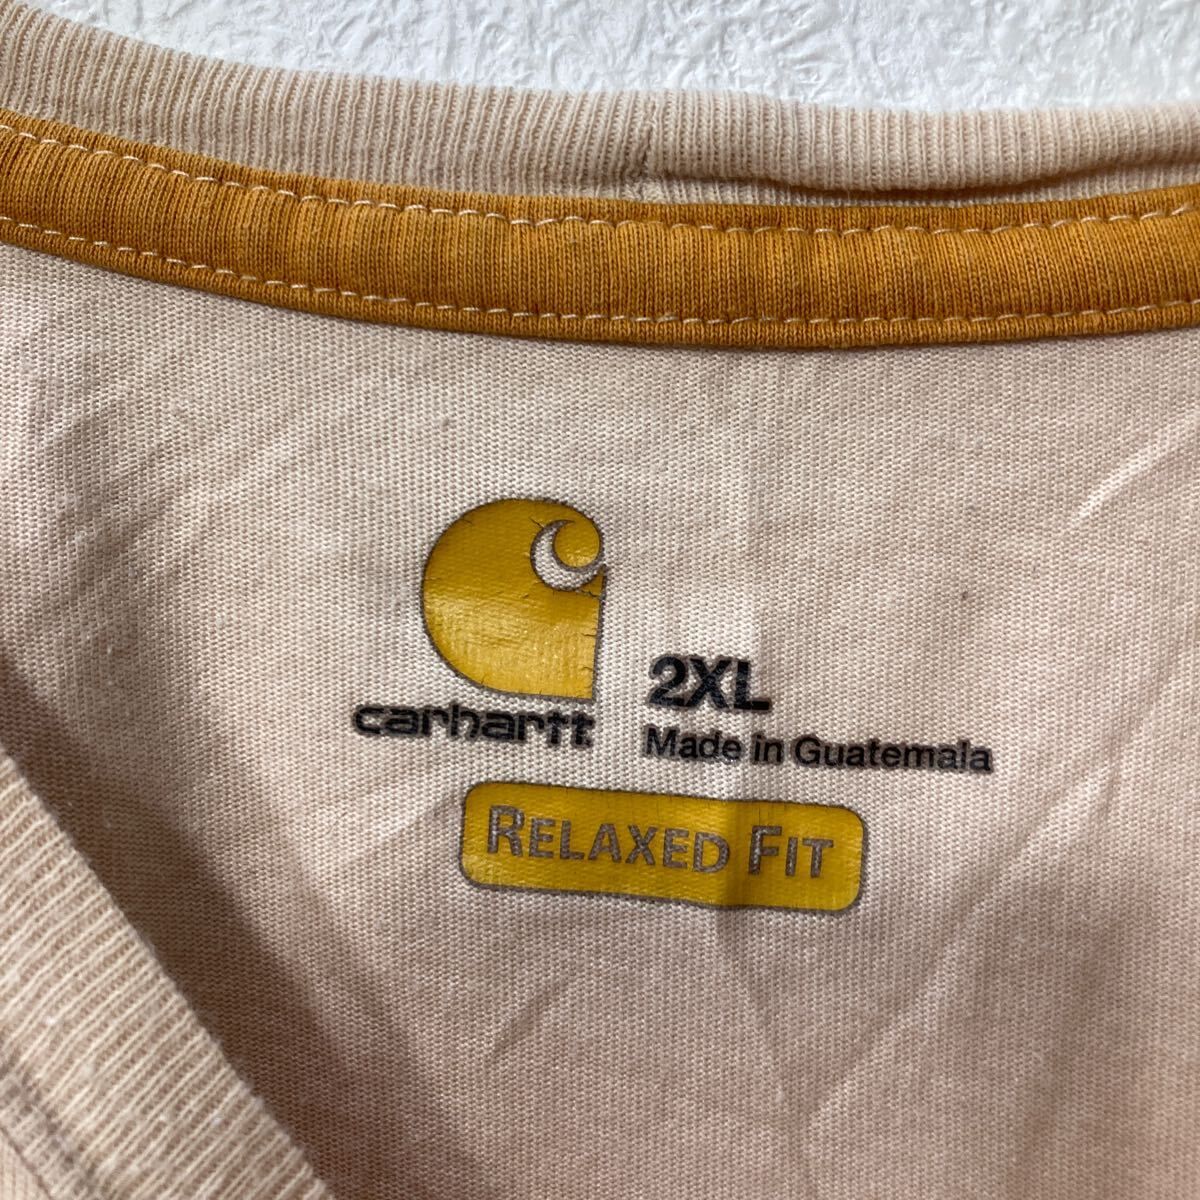 carhartt
2XL
Made in Guatemala
RELAXED FIT